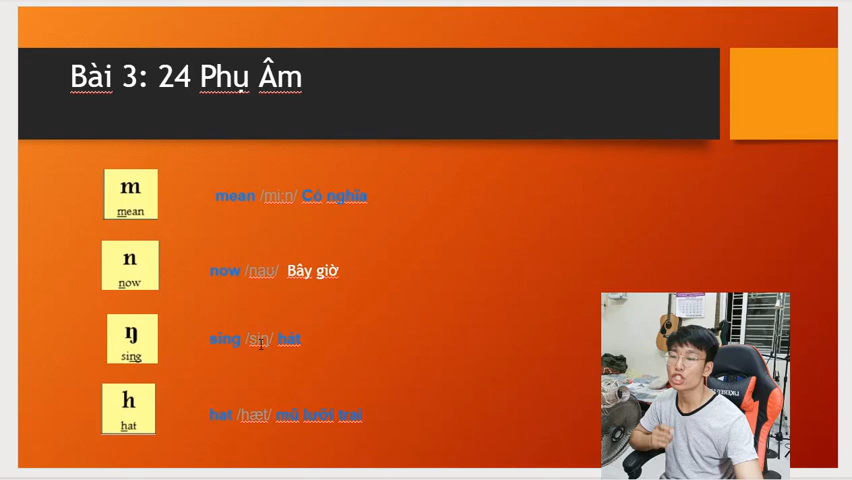 Bài 3: 24 Phụ Âm
m
mean
mean /mi:n/ Có nghĩa
n
now
now /naʊ/ Bây giờ
ŋ
sing
sing /siŋ/ hát
h
hat
hat /hæt/ mũ lưỡi trai